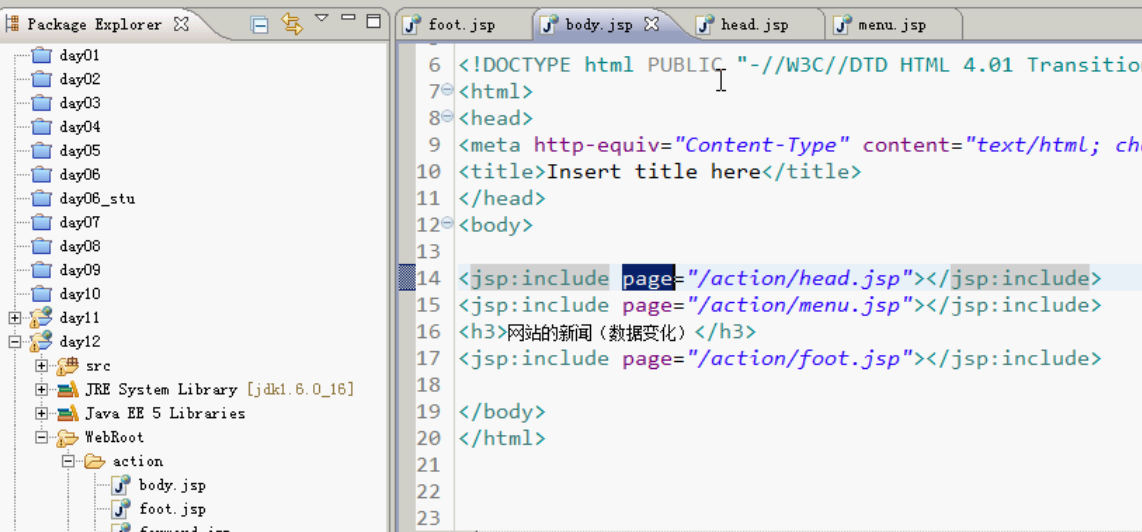 Package Explorer
day01
day02
day03
day04
day05
day06
day06_stu
day07
day08
day09
day10
day11
day12
src
JRE System Library [jdk1.6.0_16]
Java EE 5 Libraries
WebRoot
action
body.jsp
foot.jsp
foot.jsp
body.jsp
head.jsp
menu.jsp
6 <!DOCTYPE html PUBLIC "-//W3C//DTD HTML 4.01 Transitio
7 <html>
8 <head>
9 <meta http-equiv="Content-Type" content="text/html; ch
10 <title>Insert title here</title>
11 </head>
12 <body>
13
14 <jsp:include page="/action/head.jsp"></jsp:include>
15 <jsp:include page="/action/menu.jsp"></jsp:include>
16 <h3>网站的新闻（数据变化）</h3>
17 <jsp:include page="/action/foot.jsp"></jsp:include>
18
19 </body>
20 </html>
21
22
23